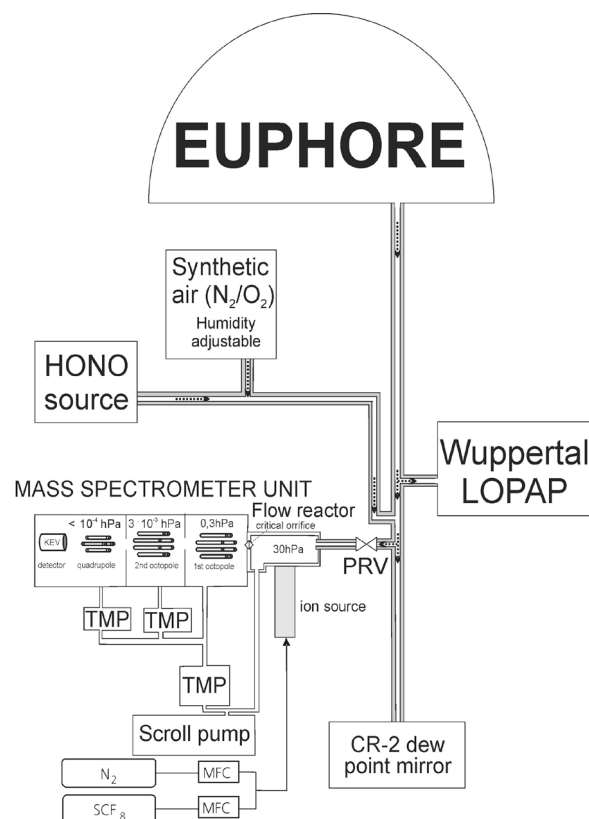 EUPHORE
Synthetic
air (N₂/O₂)
Humidity
adjustable
HONO
source
Wuppertal
LOPAP
MASS SPECTROMETER UNIT
Flow reactor
critical orrifice
< 10⁻⁴ hPa
3 10⁻³ hPa
0,3hPa
30hPa
KEV
detector
quadrupole
2nd octopole
1st octopole
PRV
ion source
TMP
TMP
TMP
Scroll pump
CR-2 dew
point mirror
N₂
MFC
SCF₈
MFC